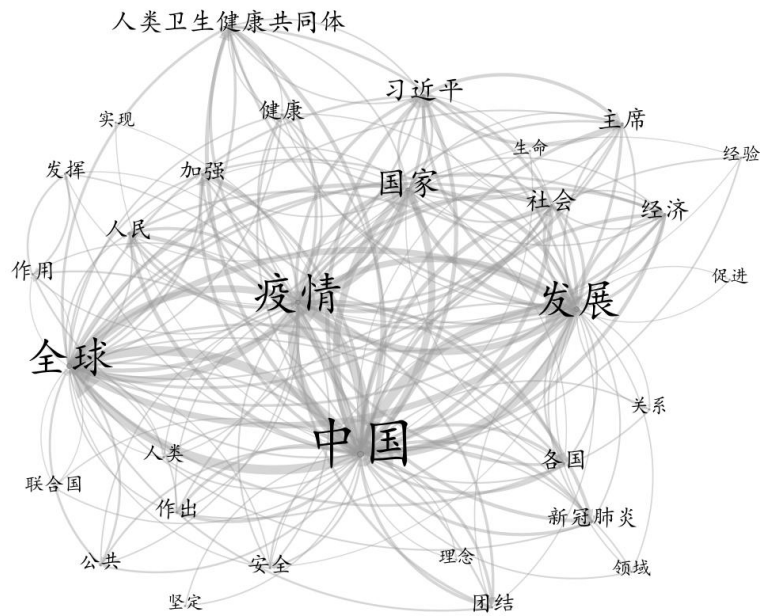 人类卫生健康共同体
习近平
健康
实现
主席
生命
经验
发挥
加强
国家
社会
经济
人民
作用
疫情
发展
促进
全球
关系
中国
人类
各国
联合国
作出
新冠肺炎
公共
安全
理念
领域
坚定
团结